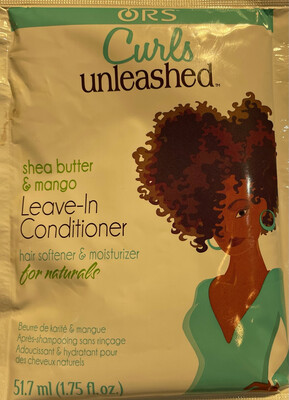 ORS
Curls
unleashed™
shea butter
& mango
Leave-In
Conditioner
hair softener & moisturizer
for naturals
Beurre de karité & mangue
Après-shampooing sans rinçage
Adoucissant & hydratant pour
des cheveux naturels
51.7 ml (1.75 fl.oz.)